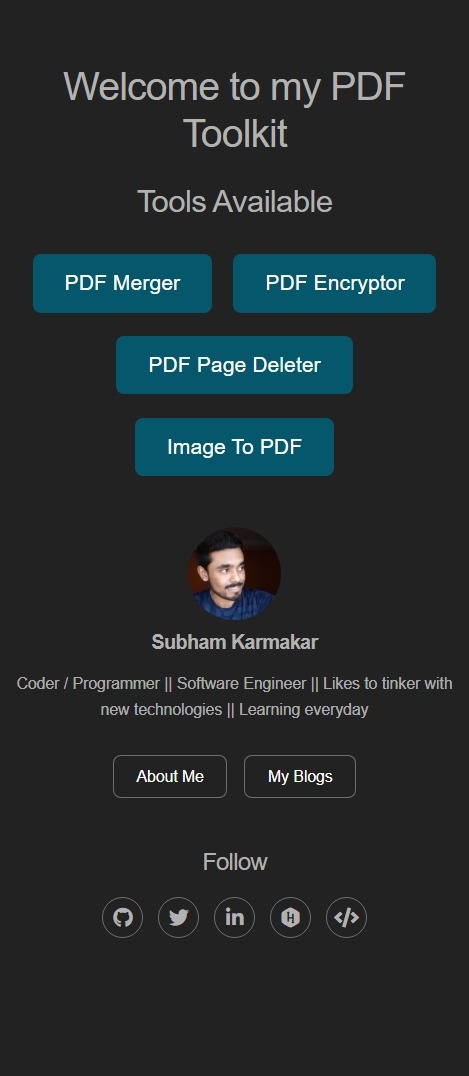 Welcome to my PDF
Toolkit
Tools Available
PDF Merger
PDF Encryptor
PDF Page Deleter
Image To PDF
Subham Karmakar
Coder / Programmer || Software Engineer || Likes to tinker with
new technologies || Learning everyday
About Me
My Blogs
Follow